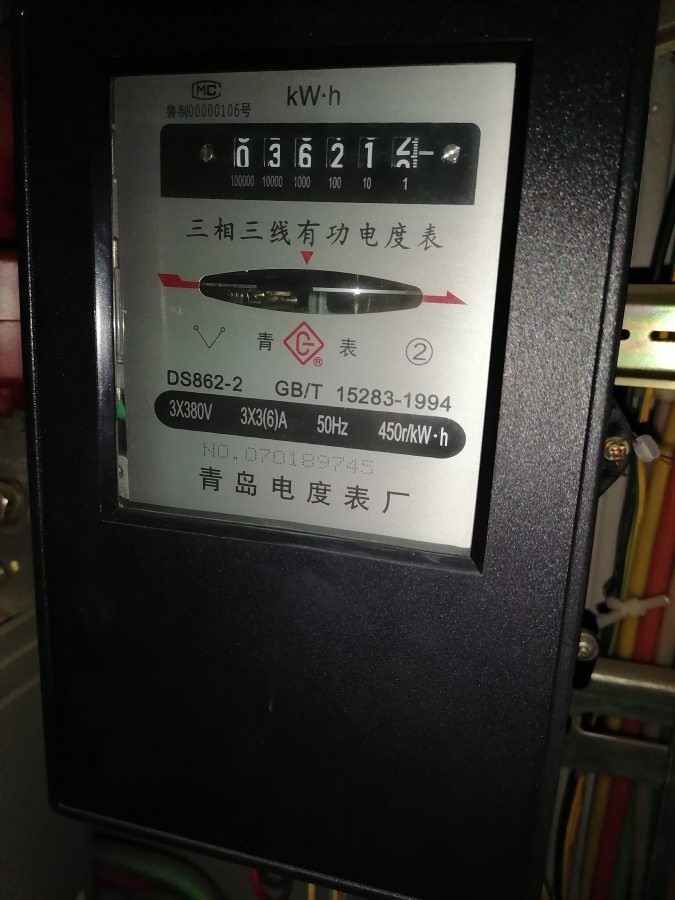 MC
鲁制00000106号
kW·h
0 3 6 2 1
100000 10000 1000 100 10 1
三相三线有功电度表
青 G® 表 ②
DS862-2 GB/T 15283-1994
3X380V 3X3(6)A 50Hz 450r/kW·h
NO.070189745
青岛电度表厂